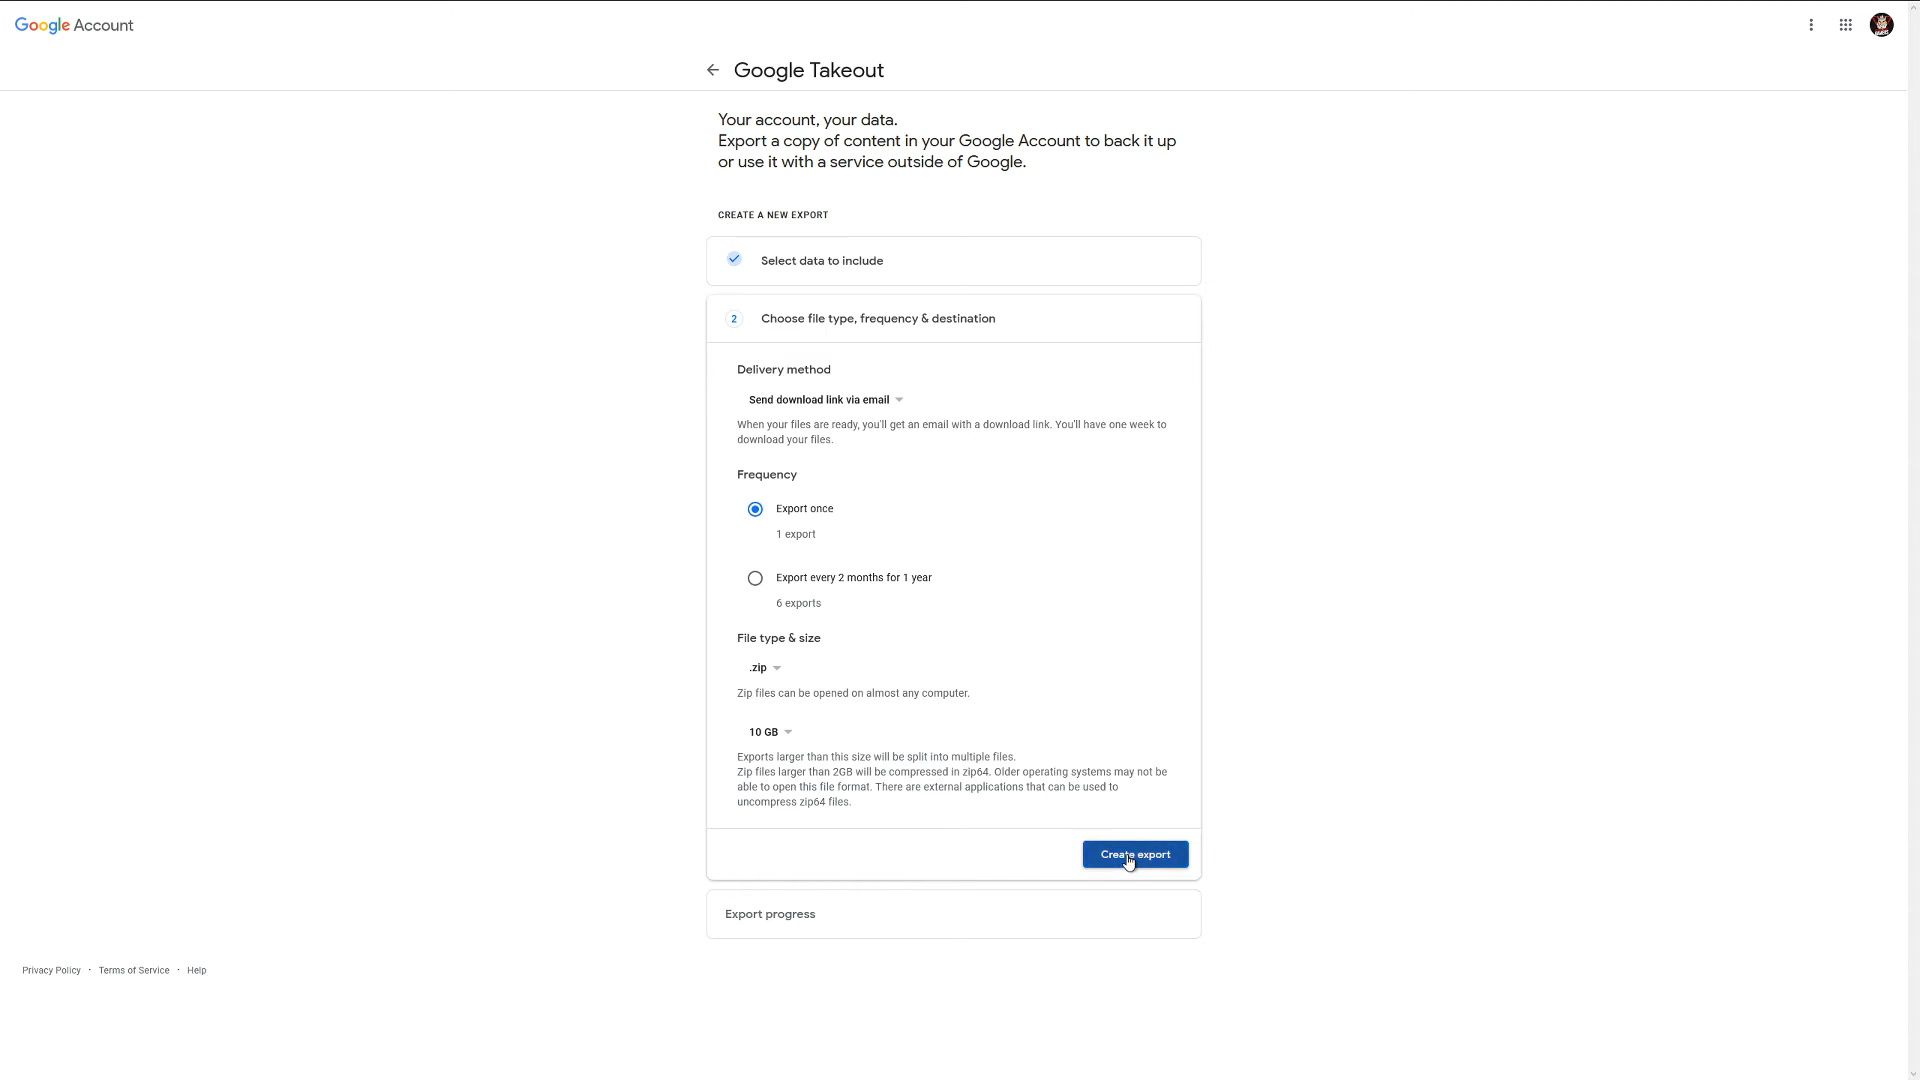 Google Account
Google Takeout
Your account, your data.
Export a copy of content in your Google Account to back it up
or use it with a service outside of Google.
CREATE A NEW EXPORT
Select data to include
2 Choose file type, frequency & destination
Delivery method
Send download link via email
When your files are ready, you'll get an email with a download link. You'll have one week to
download your files.
Frequency
Export once
1 export
Export every 2 months for 1 year
6 exports
File type & size
.zip
Zip files can be opened on almost any computer.
10 GB
Exports larger than this size will be split into multiple files.
Zip files larger than 2GB will be compressed in zip64. Older operating systems may not be
able to open this file format. There are external applications that can be used to
uncompress zip64 files.
Create export
Export progress
Privacy Policy · Terms of Service · Help